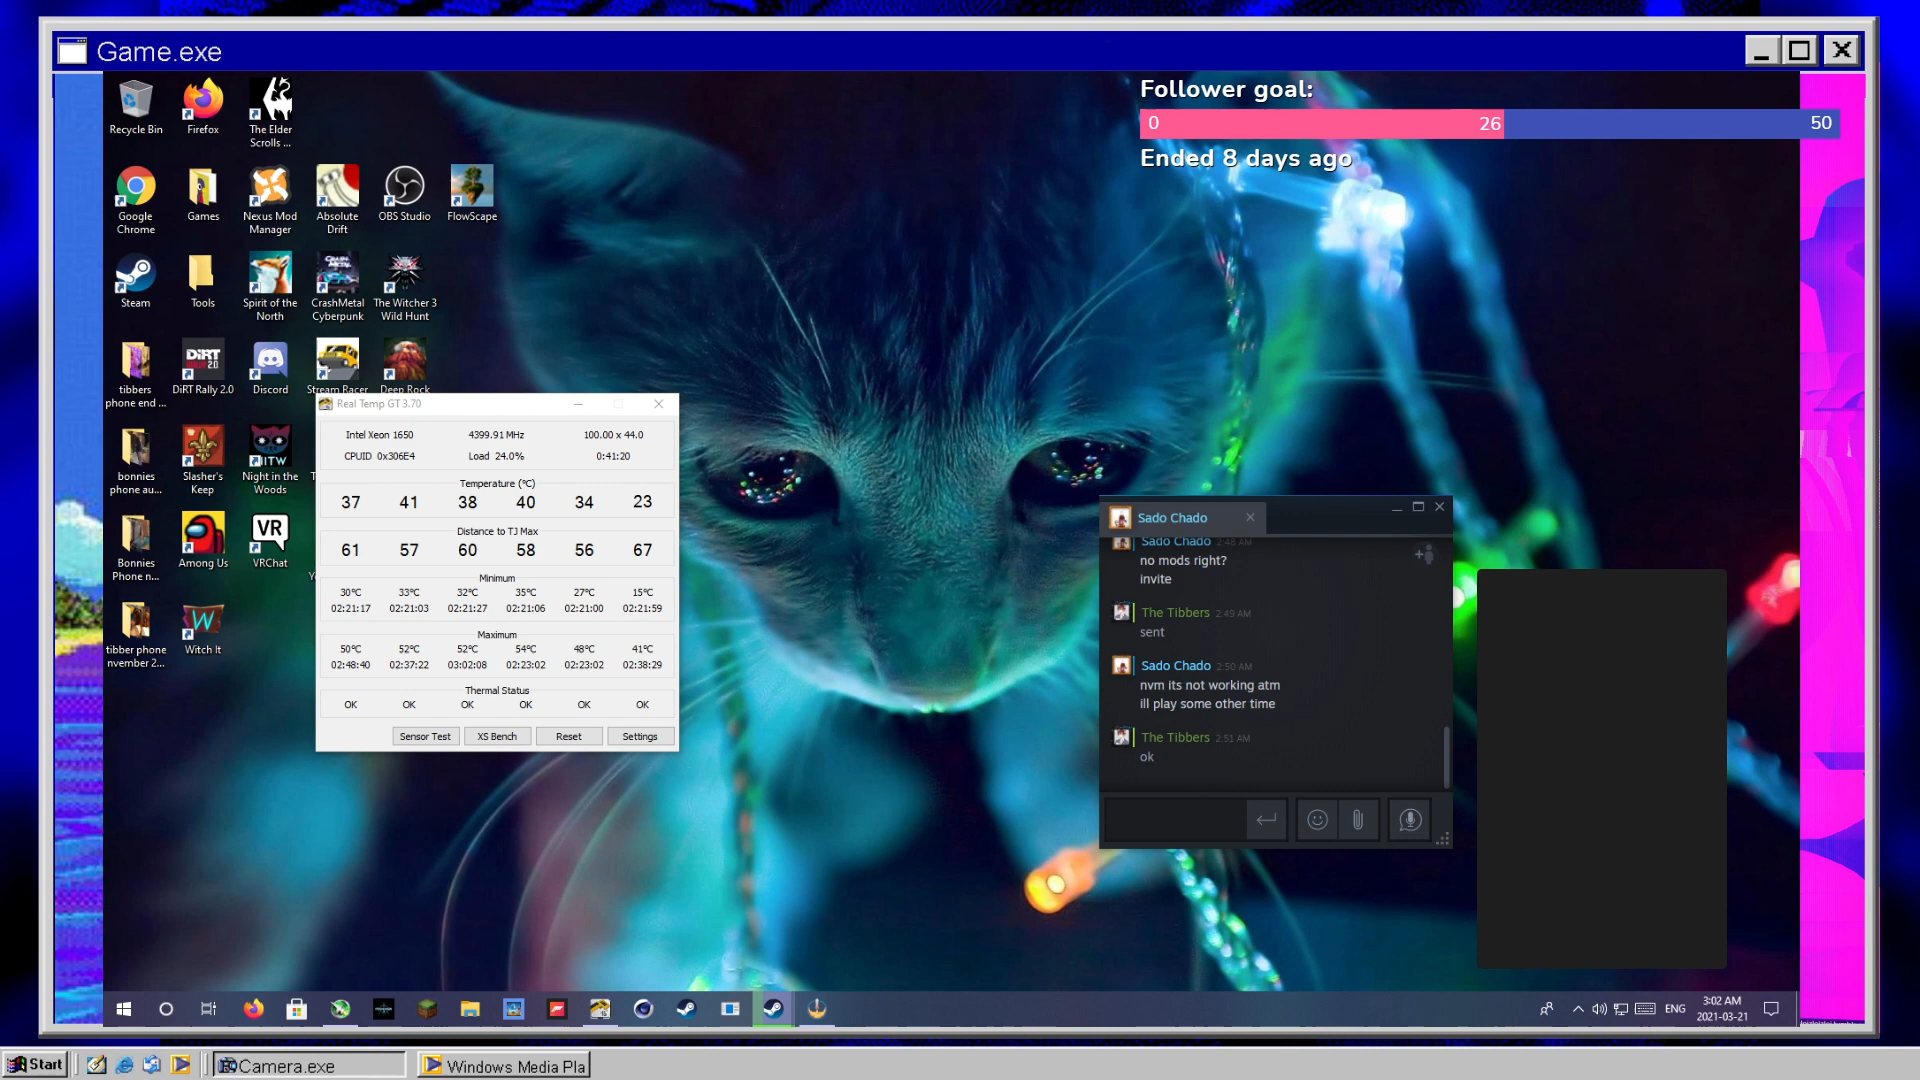 Game.exe
Follower goal:
0 26 50
Ended 8 days ago
Recycle Bin
Firefox
The Elder
Scrolls ...
Google
Chrome
Games
Nexus Mod
Manager
Absolute
Drift
OBS Studio
FlowScape
Steam
Tools
Spirit of the
North
CrashMetal
Cyberpunk
The Witcher 3
Wild Hunt
tibbers
phone end ...
DiRT Rally 2.0
Discord
Stream Racer
Deep Rock
bonnies
phone au...
Slasher's
Keep
Night in the
Woods
Bonnies
Phone n...
Among Us
VRChat
tibber phone
nvember 2...
Witch It
Real Temp GT 3.70
Intel Xeon 1650 4399.91 MHz 100.00 x 44.0
CPUID 0x306E4 Load 24.0% 0:41:20
Temperature (°C)
37 41 38 40 34 23
Distance to TJ Max
61 57 60 58 56 67
Minimum
30°C 33°C 32°C 35°C 27°C 15°C
02:21:17 02:21:03 02:21:27 02:21:06 02:21:00 02:21:59
Maximum
50°C 52°C 52°C 54°C 48°C 41°C
02:48:40 02:37:22 03:02:08 02:23:02 02:23:02 02:38:29
Thermal Status
OK OK OK OK OK OK
Sensor Test XS Bench Reset Settings
Sado Chado
Sado Chado 2:48 AM
no mods right?
invite
The Tibbers 2:49 AM
sent
Sado Chado 2:50 AM
nvm its not working atm
ill play some other time
The Tibbers 2:51 AM
ok
ENG
3:02 AM
2021-03-21
Start
Camera.exe
Windows Media Pla